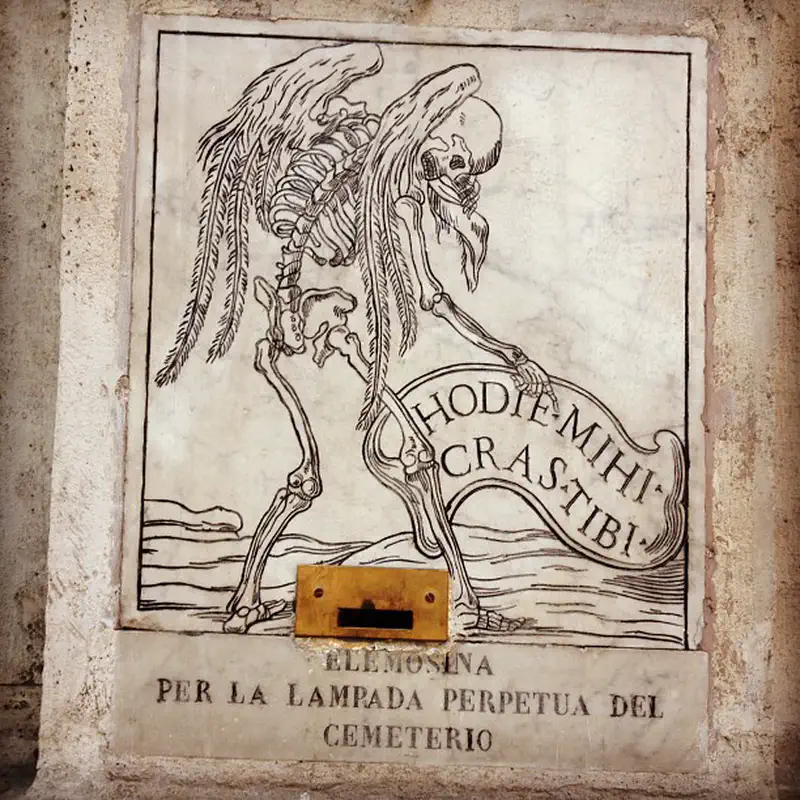 HODIE·MIHI·
CRAS·TIBI·
ELEMOSINA
PER LA LAMPADA PERPETUA DEL
CEMETERIO